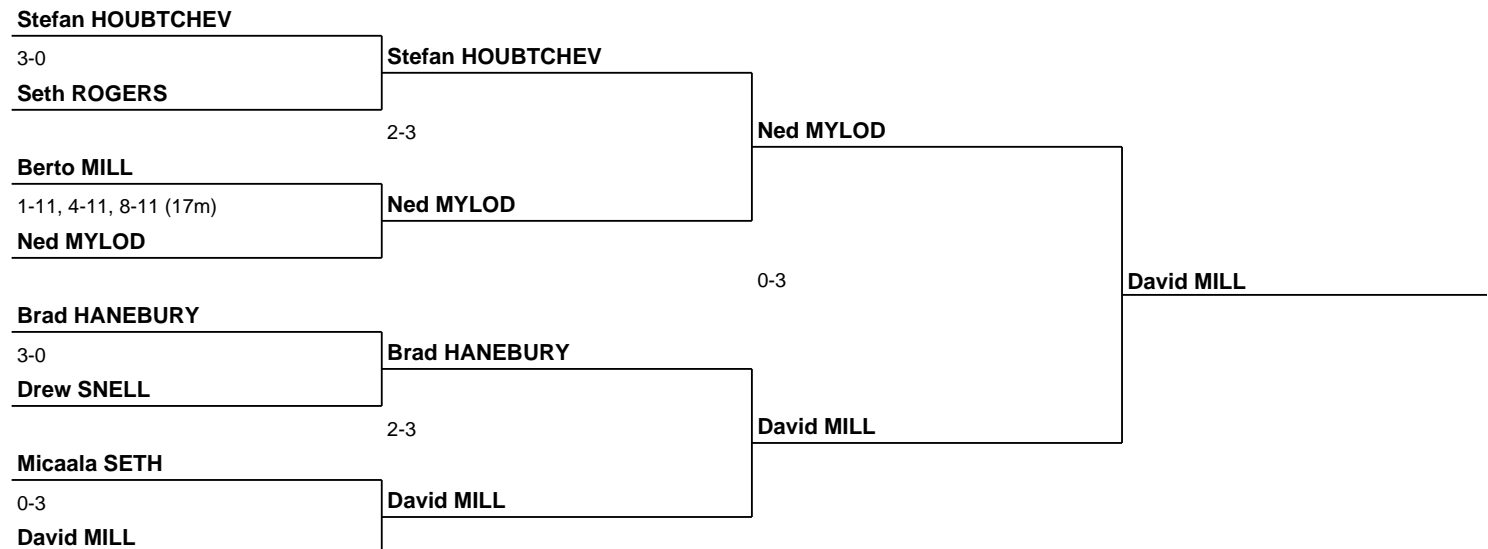 Stefan HOUBTCHEV
3-0
Stefan HOUBTCHEV
Seth ROGERS
2-3
Ned MYLOD
Berto MILL
1-11, 4-11, 8-11 (17m)
Ned MYLOD
Ned MYLOD
0-3
David MILL
Brad HANEBURY
3-0
Brad HANEBURY
Drew SNELL
2-3
David MILL
Micaala SETH
0-3
David MILL
David MILL